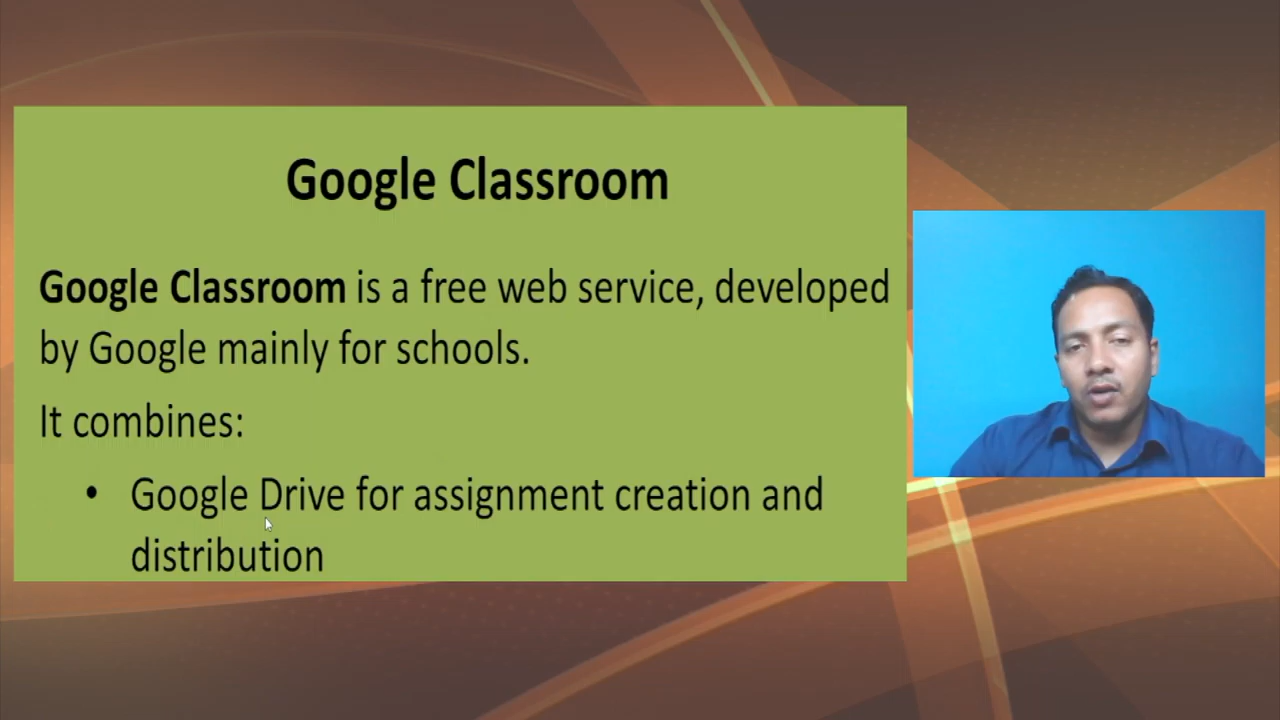 Google Classroom
Google Classroom is a free web service, developed
by Google mainly for schools.
It combines:
• Google Drive for assignment creation and
distribution